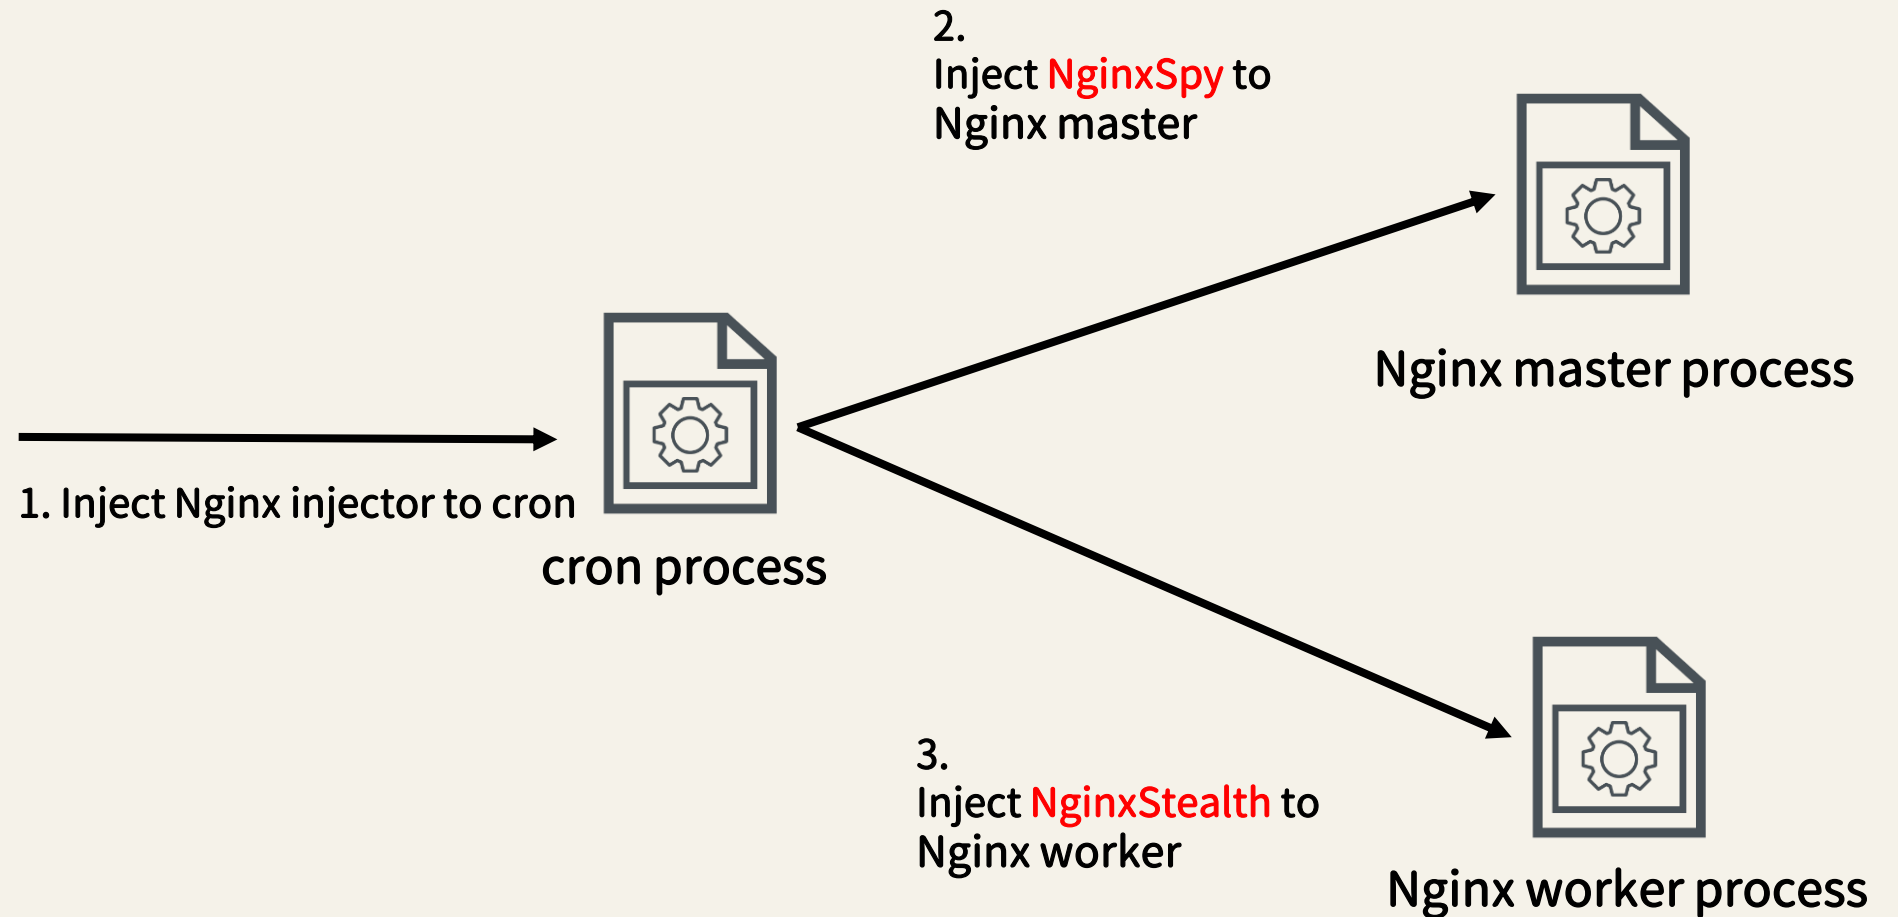 2.
Inject NginxSpy to
Nginx master
Nginx master process
1. Inject Nginx injector to cron
cron process
3.
Inject NginxStealth to
Nginx worker
Nginx worker process